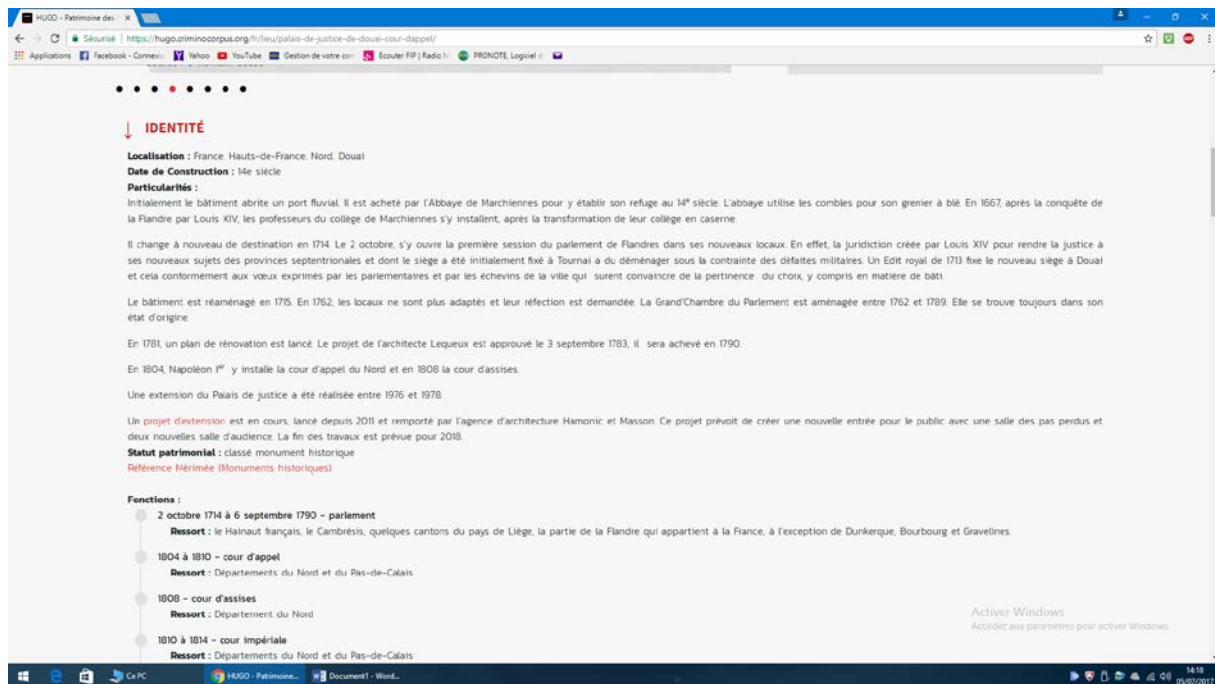 HUGO - Patrimoine des
Sécurisé | https://hugo.criminocorpus.org/fr/lieu/palais-de-justice-de-douai-cour-dappel/
Applications Facebook - Connexi Yahoo YouTube Gestion de votre co Ecouter FIP | Radio PRONOTE, Logiciel d
↓ IDENTITÉ
Localisation : France. Hauts-de-France. Nord. Douai
Date de Construction : 14e siècle
Particularités :
Initialement le bâtiment abrite un port fluvial. Il est acheté par l'Abbaye de Marchiennes pour y établir son refuge au 14e siècle. L'abbaye utilise les combles pour son grenier à blé. En 1667, après la conquête de
la Flandre par Louis XIV, les professeurs du collège de Marchiennes s'y installent, après la transformation de leur collège en caserne.
Il change à nouveau de destination en 1714. Le 2 octobre, s'y ouvre la première session du parlement de Flandres dans ses nouveaux locaux. En effet, la juridiction créée par Louis XIV pour rendre la justice à
ses nouveaux sujets des provinces septentrionales et dont le siège a été initialement fixé à Tournai a du déménager sous la contrainte des défaites militaires. Un Edit royal de 1713 fixe le nouveau siège à Douai
et cela conformément aux vœux exprimés par les parlementaires et par les échevins de la ville qui surent convaincre de la pertinence du choix, y compris en matière de bâti.
Le bâtiment est réaménagé en 1715. En 1762, les locaux ne sont plus adaptés et leur réfection est demandée. La Grand'Chambre du Parlement est aménagée entre 1762 et 1789. Elle se trouve toujours dans son
état d'origine.
En 1781, un plan de rénovation est lancé. Le projet de l'architecte Lequeux est approuvé le 3 septembre 1783, il sera achevé en 1790.
En 1804, Napoléon Ier y installe la cour d'appel du Nord et en 1808 la cour d'assises.
Une extension du Palais de justice a été réalisée entre 1976 et 1978.
Un projet d'extension est en cours, lancé depuis 2011 et remporté par l'agence d'architecture Hamonic et Masson. Ce projet prévoit de créer une nouvelle entrée pour le public avec une salle des pas perdus et
deux nouvelles salle d'audience. La fin des travaux est prévue pour 2018.
Statut patrimonial : classé monument historique
Référence Mérimée (Monuments historiques)
Fonctions :
2 octobre 1714 à 6 septembre 1790 - parlement
Ressort : le Hainaut français, le Cambrésis, quelques cantons du pays de Liège, la partie de la Flandre qui appartient à la France, à l'exception de Dunkerque, Bourbourg et Gravelines.
1804 à 1810 - cour d'appel
Ressort : Départements du Nord et du Pas-de-Calais
1808 - cour d'assises
Ressort : Département du Nord
1810 à 1814 - cour impériale
Ressort : Départements du Nord et du Pas-de-Calais
Activer Windows
Accédez aux paramètres pour activer Windows.
Ce PC HUGO - Patrimoine... Document1 - Word...
14:18
05/07/2017